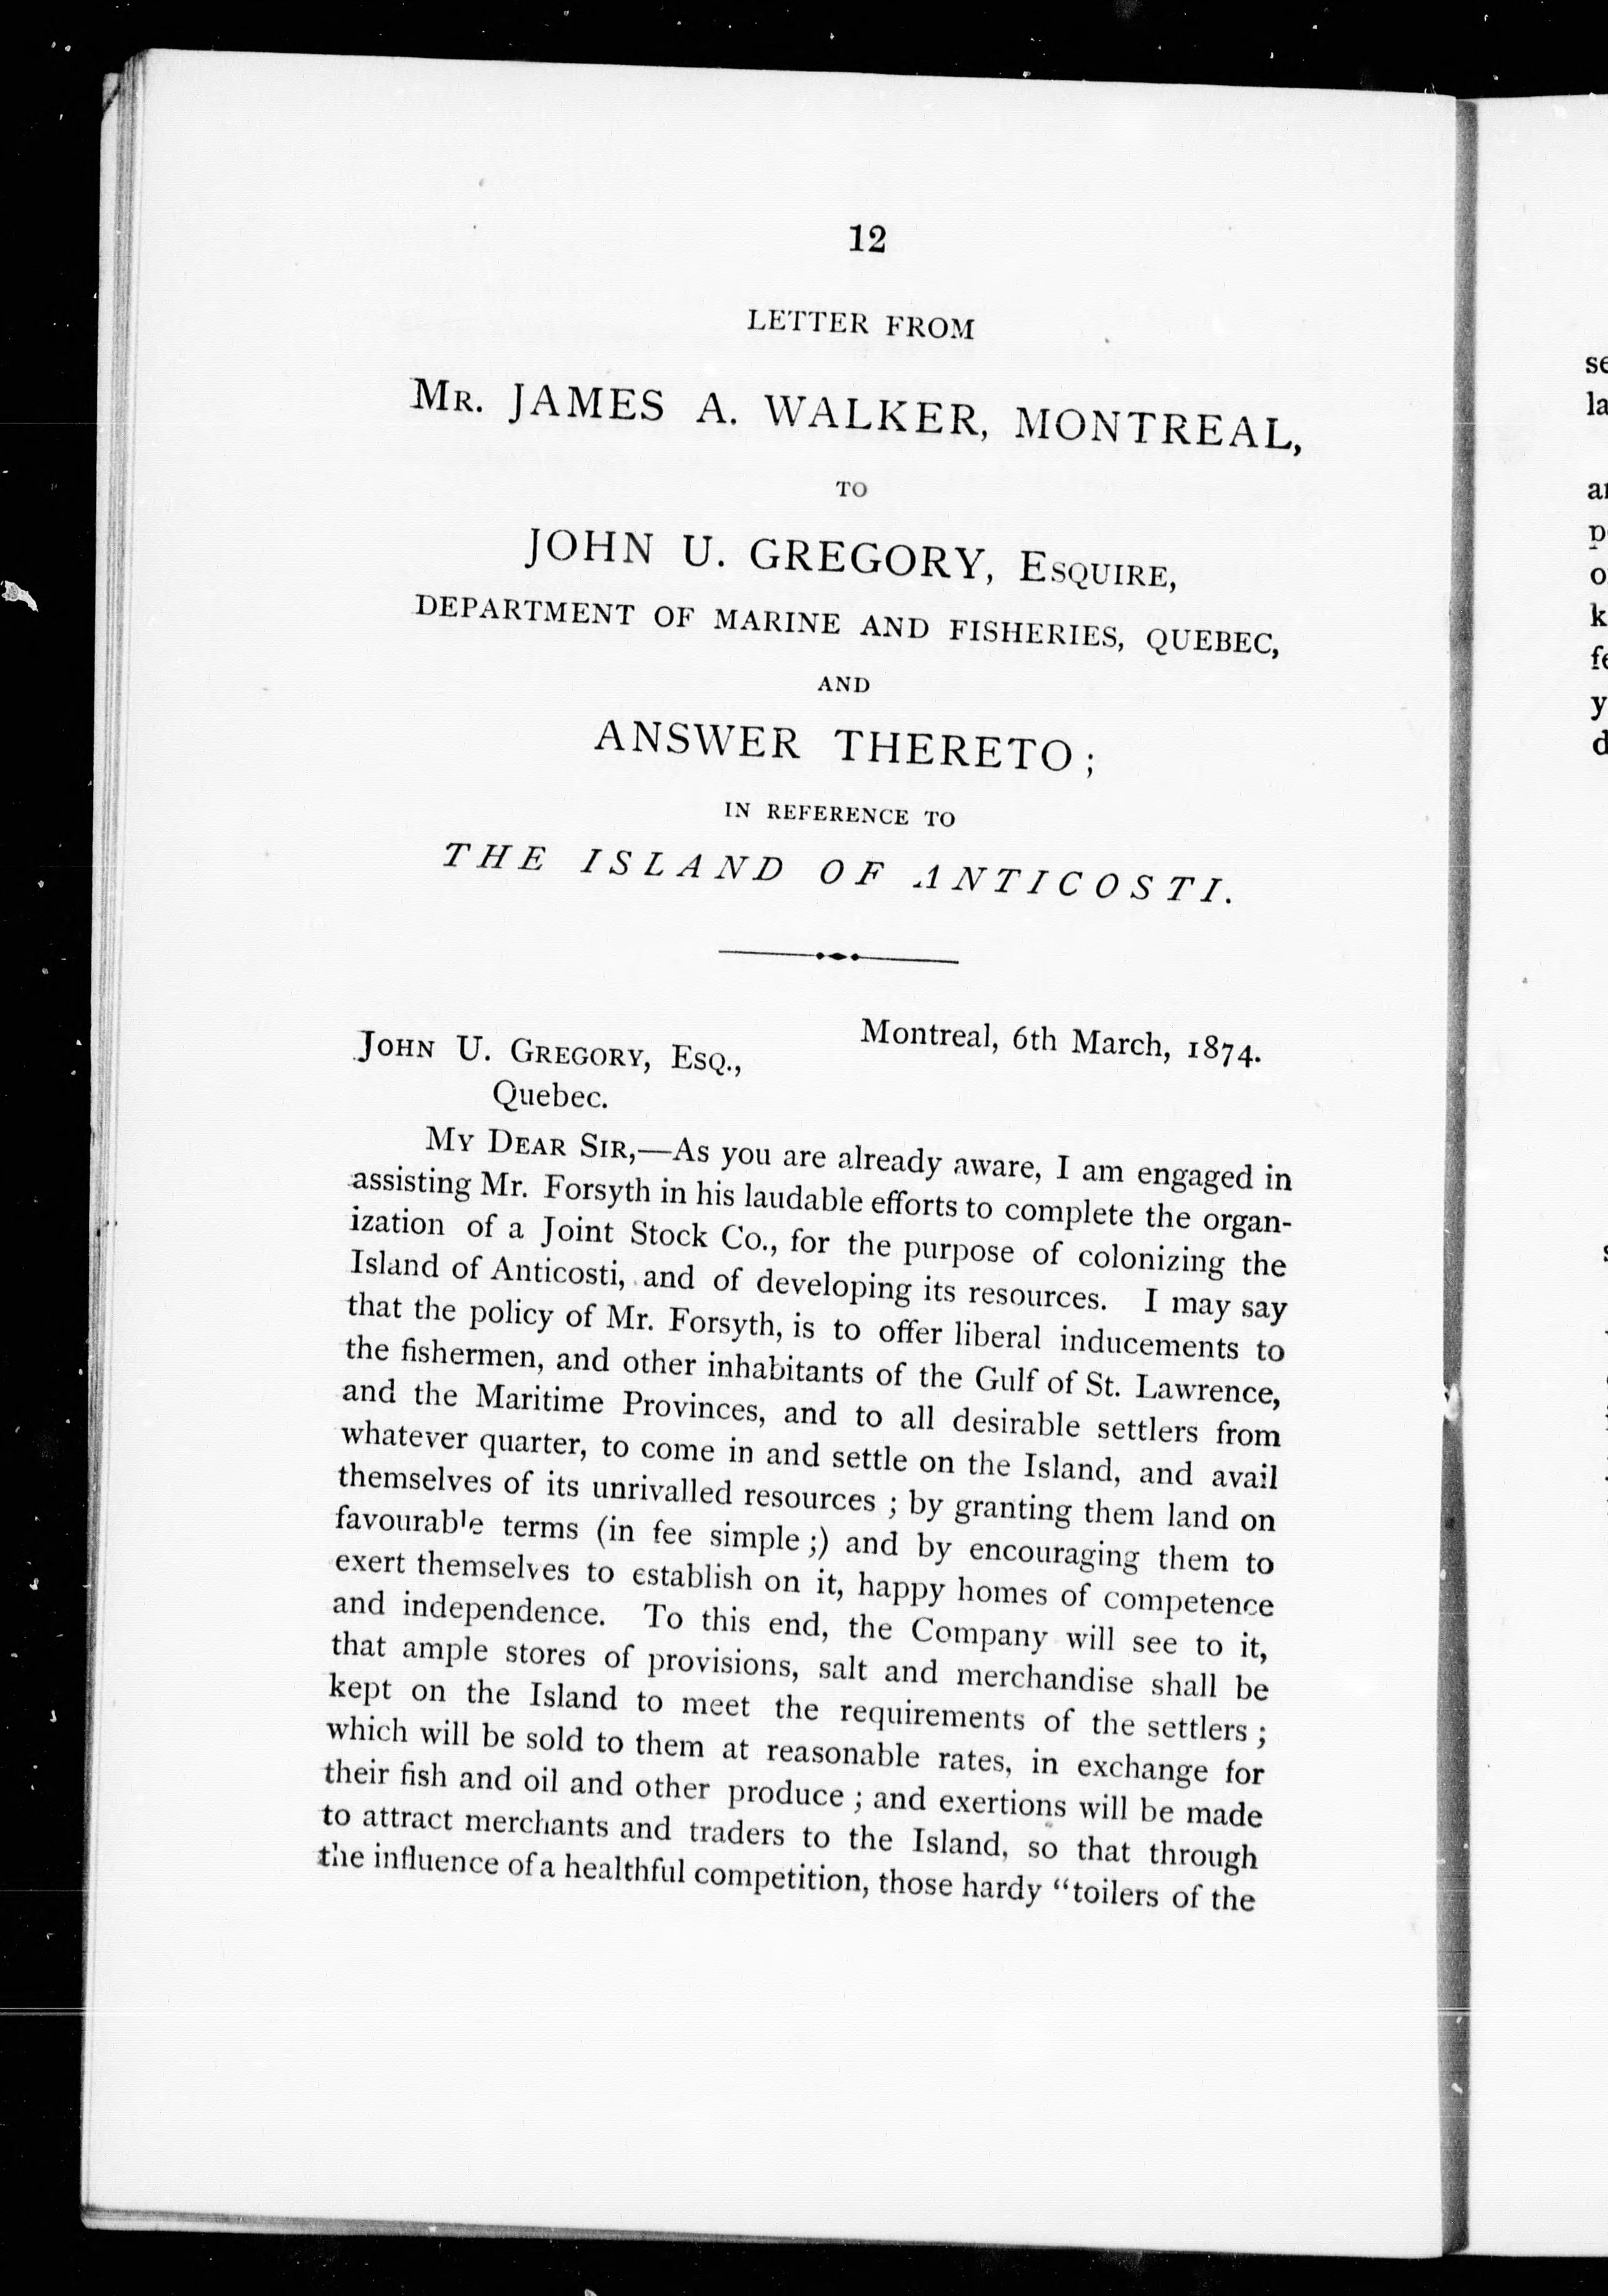 12
LETTER FROM
MR. JAMES A. WALKER, MONTREAL,
TO
JOHN U. GREGORY, ESQUIRE,
DEPARTMENT OF MARINE AND FISHERIES, QUEBEC,
AND
ANSWER THERETO ;
IN REFERENCE TO
THE ISLAND OF ANTICOSTI.
Montreal, 6th March, 1874.
JOHN U. GREGORY, ESQ.,
Quebec.
MY DEAR SIR,—As you are already aware, I am engaged in
assisting Mr. Forsyth in his laudable efforts to complete the organ-
ization of a Joint Stock Co., for the purpose of colonizing the
Island of Anticosti, and of developing its resources. I may say
that the policy of Mr. Forsyth, is to offer liberal inducements to
the fishermen, and other inhabitants of the Gulf of St. Lawrence,
and the Maritime Provinces, and to all desirable settlers from
whatever quarter, to come in and settle on the Island, and avail
themselves of its unrivalled resources ; by granting them land on
favourable terms (in fee simple ;) and by encouraging them to
exert themselves to establish on it, happy homes of competence
and independence. To this end, the Company will see to it,
that ample stores of provisions, salt and merchandise shall be
kept on the Island to meet the requirements of the settlers ;
which will be sold to them at reasonable rates, in exchange for
their fish and oil and other produce ; and exertions will be made
to attract merchants and traders to the Island, so that through
the influence of a healthful competition, those hardy “toilers of the